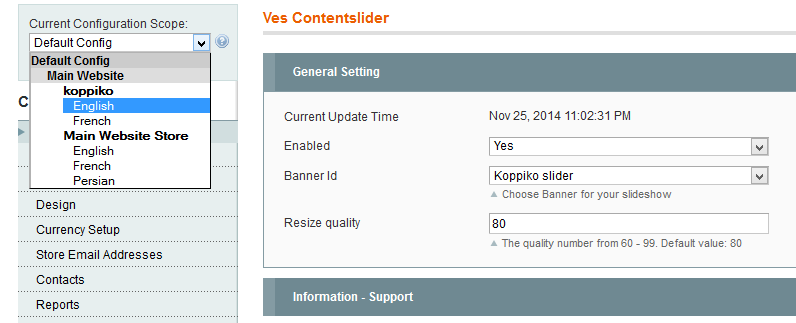 Current Configuration Scope:
Default Config
Default Config
Main Website
koppiko
English
French
Main Website Store
English
French
Persian
C
Design
Currency Setup
Store Email Addresses
Contacts
Reports
Ves Contentslider
General Setting
Current Update Time Nov 25, 2014 11:02:31 PM
Enabled Yes
Banner Id Koppiko slider
Choose Banner for your slideshow
Resize quality 80
The quality number from 60 - 99. Default value: 80
Information - Support